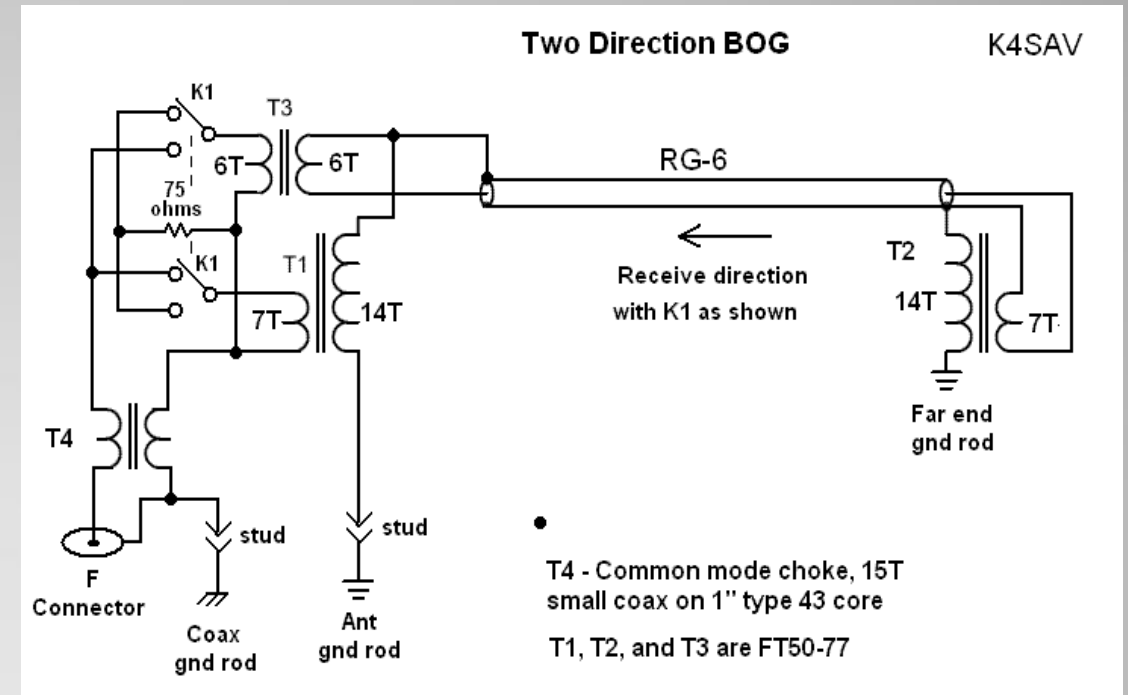 Two Direction BOG
K4SAV
K1
T3
6T
6T
RG-6
75
ohms
K1
T1
7T
14T
Receive direction
with K1 as shown
T2
14T
7T
Far end
gnd rod
T4
stud
stud
F
Connector
Coax
gnd rod
Ant
gnd rod
T4 - Common mode choke, 15T
small coax on 1" type 43 core
T1, T2, and T3 are FT50-77